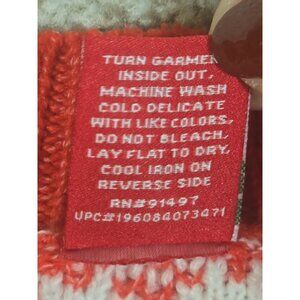 TURN GARMEN
INSIDE OUT,
MACHINE WASH
COLD DELICATE
WITH LIKE COLORS,
DO NOT BLEACH,
LAY FLAT TO DRY,
COOL IRON ON
REVERSE SIDE
RN#91497
UPC#196084073471